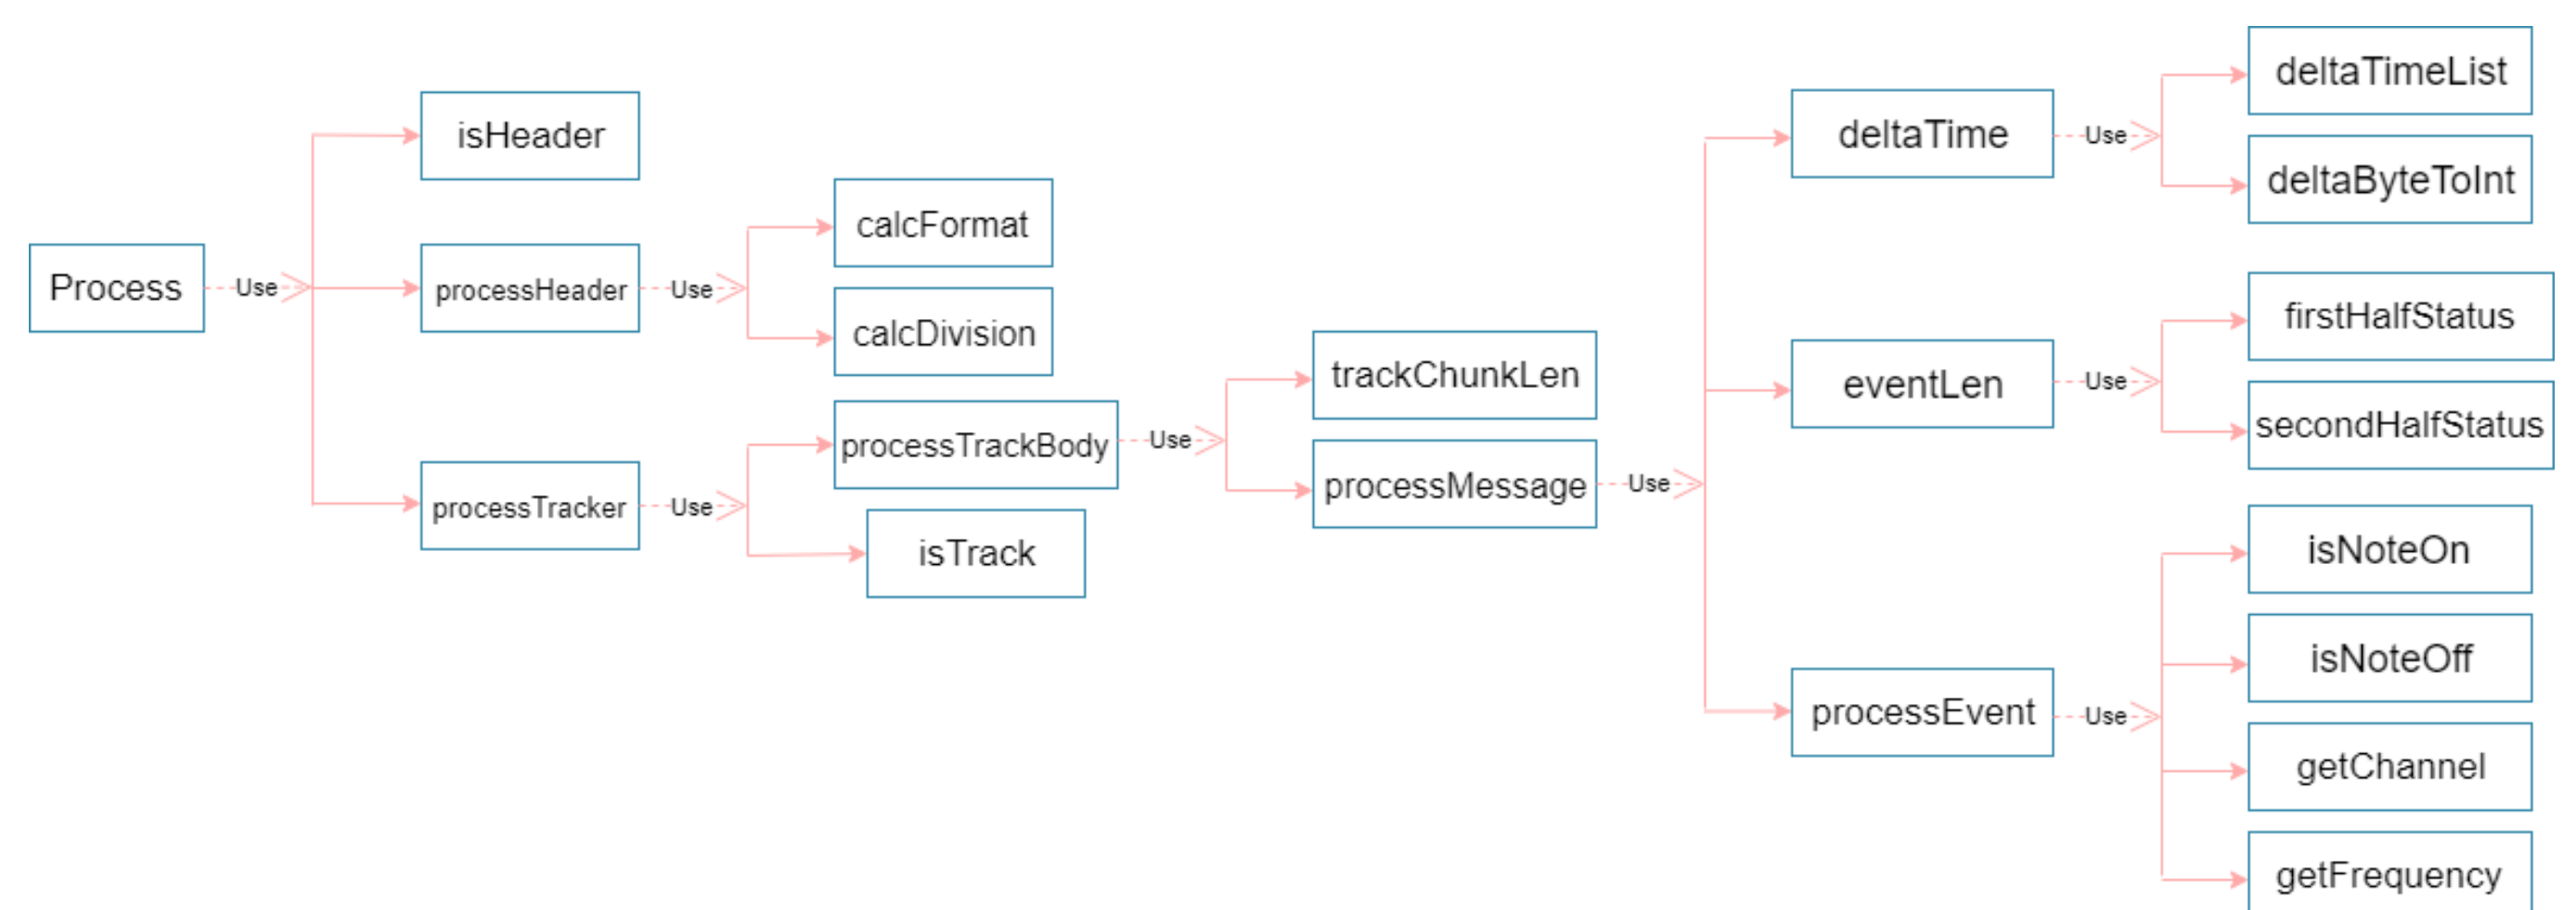 Process
Use
isHeader
processHeader
processTracker
Use
calcFormat
calcDivision
Use
processTrackBody
isTrack
Use
trackChunkLen
processMessage
Use
deltaTime
Use
deltaTimeList
deltaByteToInt
eventLen
Use
firstHalfStatus
secondHalfStatus
processEvent
Use
isNoteOn
isNoteOff
getChannel
getFrequency